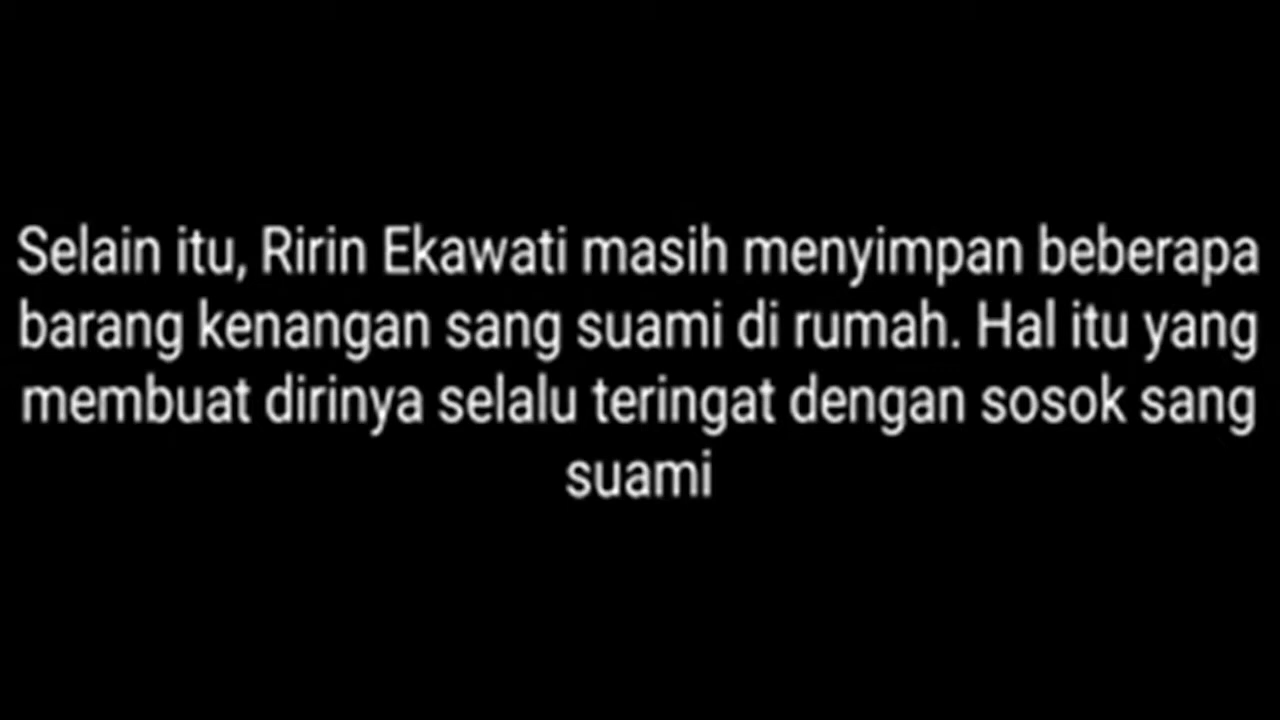 Selain itu, Ririn Ekawati masih menyimpan beberapa
barang kenangan sang suami di rumah. Hal itu yang
membuat dirinya selalu teringat dengan sosok sang
suami